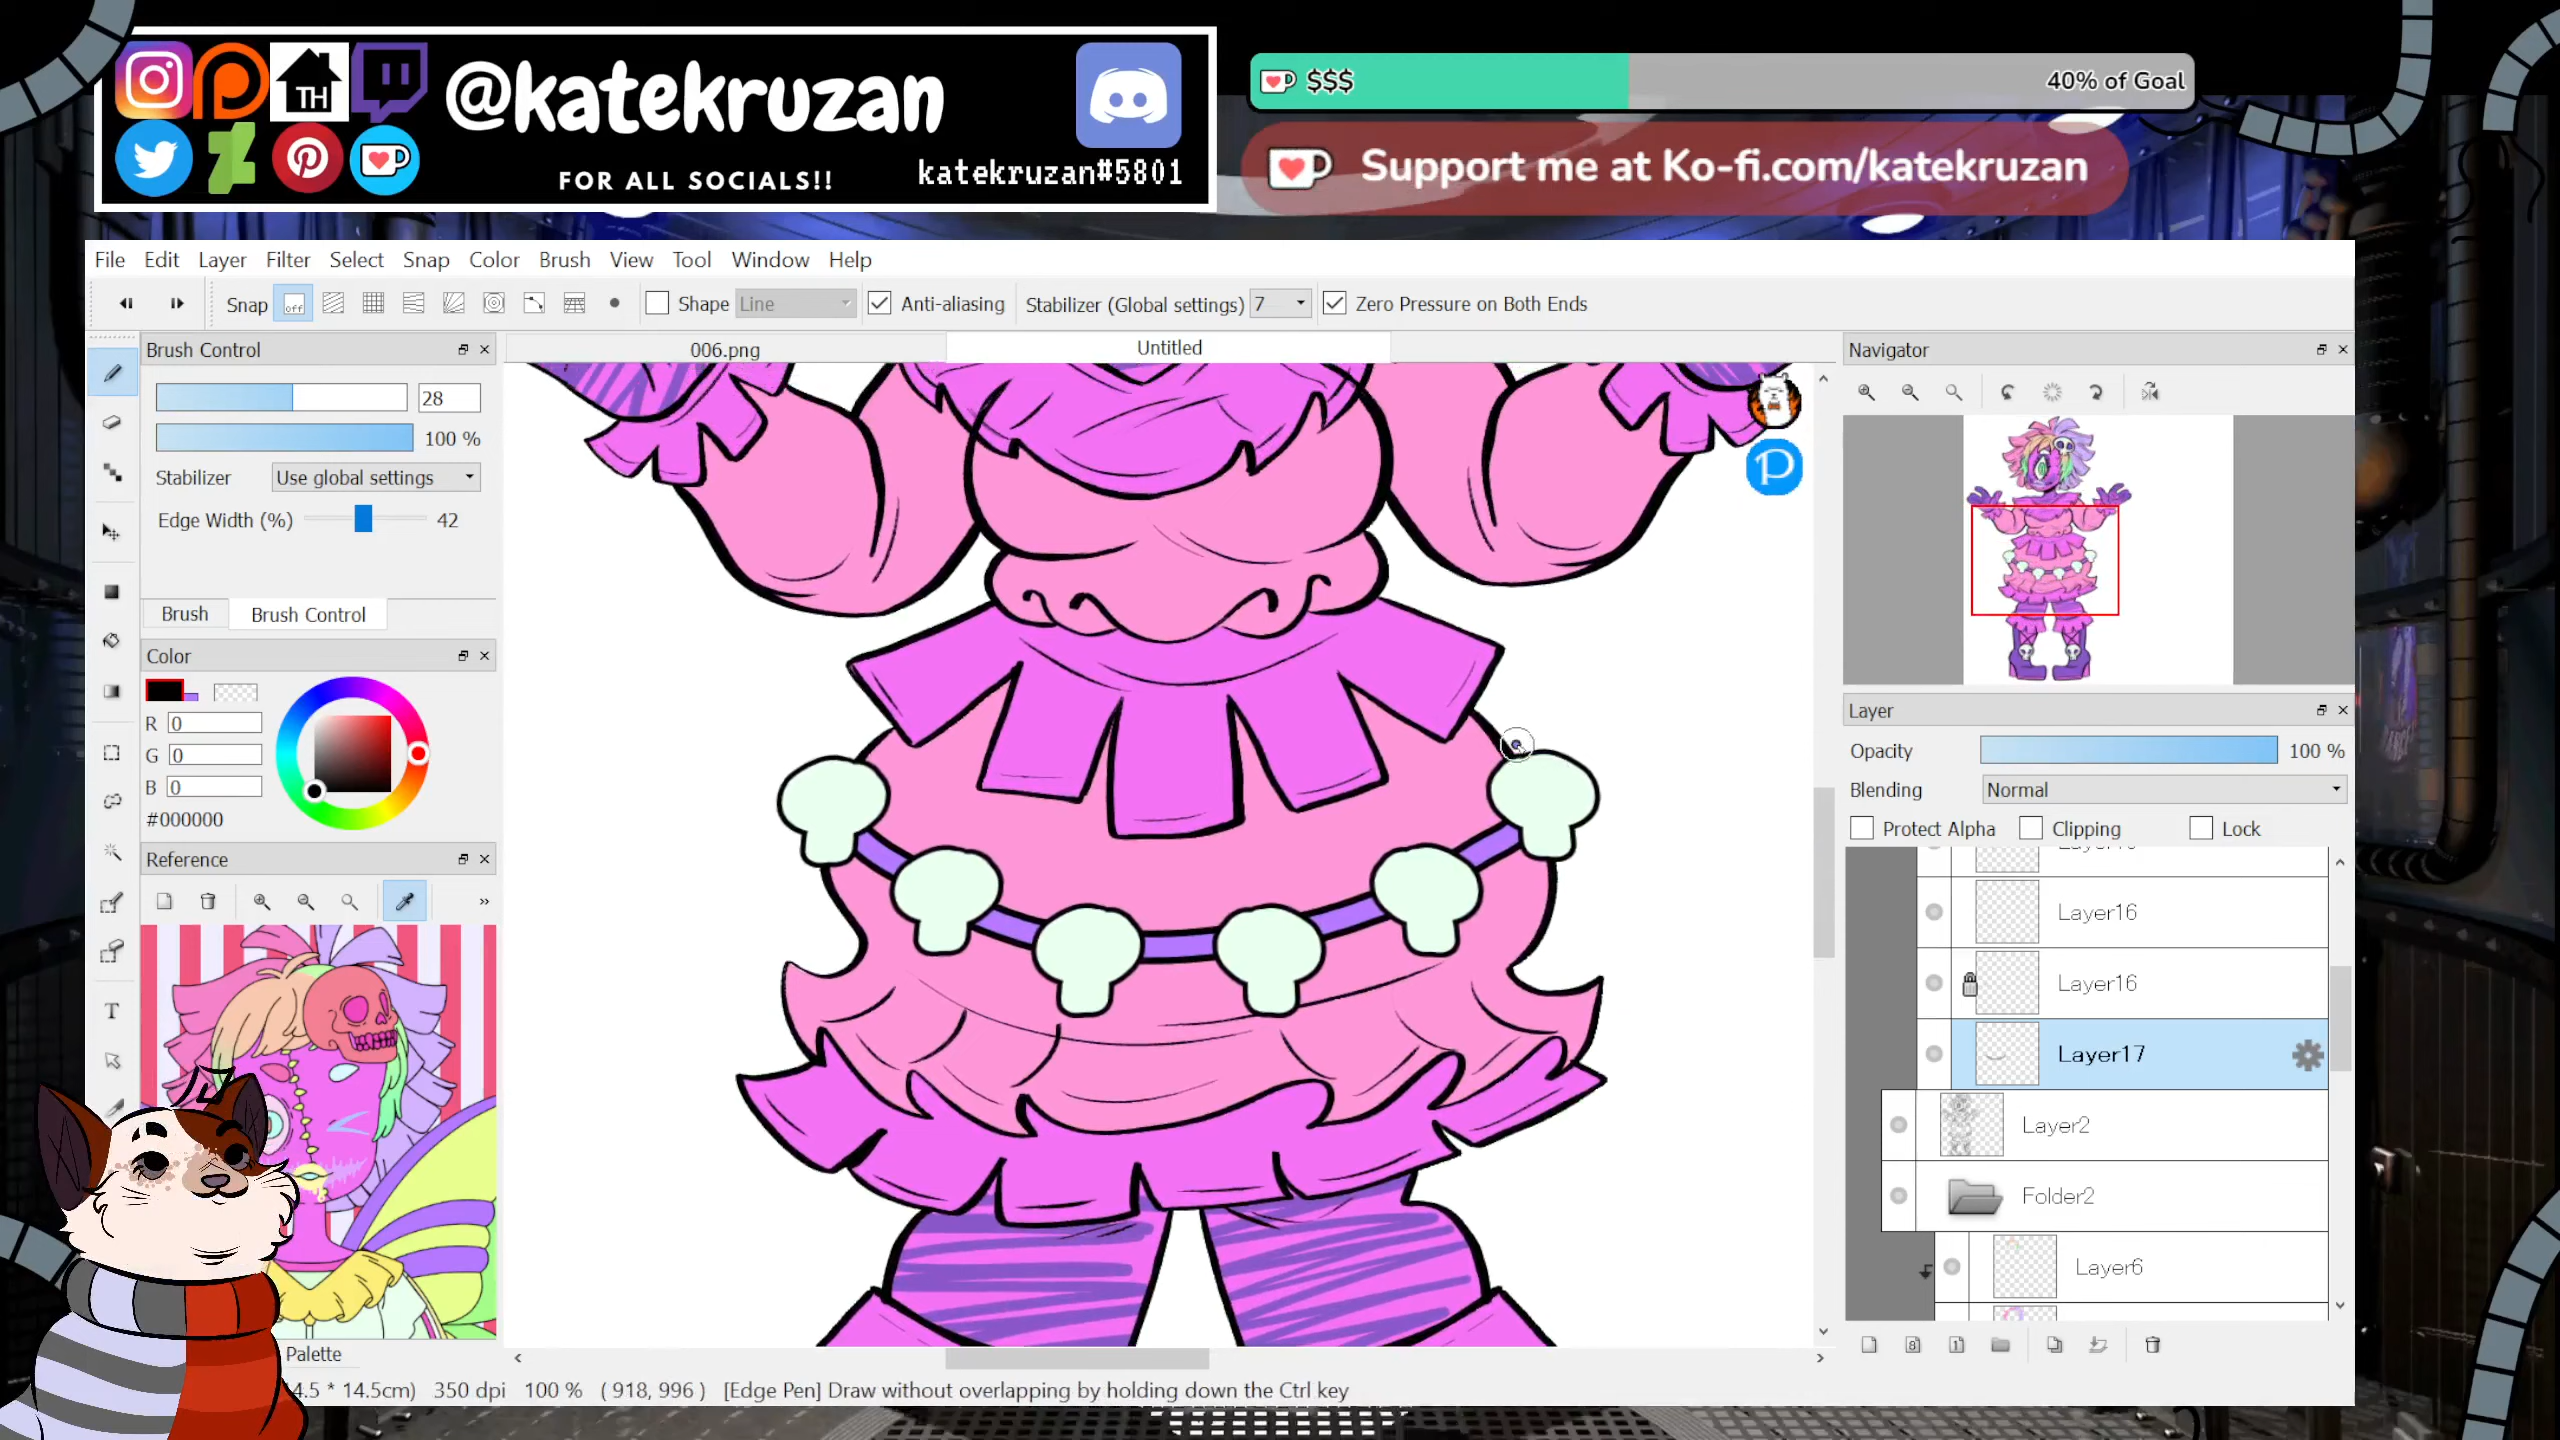 TH
@katekruzan
FOR ALL SOCIALS!!
katekruzan#5801
$$$
40% of Goal
Support me at Ko-fi.com/katekruzan
File Edit Layer Filter Select Snap Color Brush View Tool Window Help
Snap off Shape Line Anti-aliasing Stabilizer (Global settings) 7 Zero Pressure on Both Ends
Brush Control
28
100 %
Stabilizer Use global settings
Edge Width (%) 42
Brush Brush Control
Color
R 0
G 0
B 0
#000000
Reference
»
T
Palette
006.png
Untitled
P
Navigator
Layer
Opacity 100 %
Blending Normal
Protect Alpha Clipping Lock
Layer16
Layer16
Layer17
Layer2
Folder2
Layer6
8
1
4.5 * 14.5cm) 350 dpi 100 % ( 918, 996 ) [Edge Pen] Draw without overlapping by holding down the Ctrl key